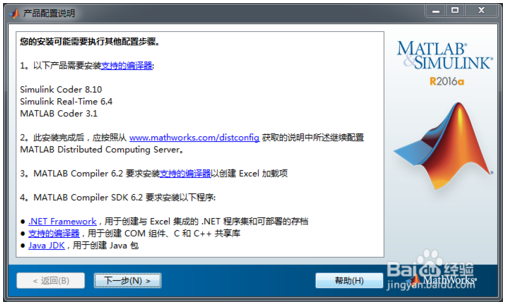 产品配置说明
您的安装可能需要执行其他配置步骤。
1。以下产品需要安装支持的编译器:
Simulink Coder 8.10
Simulink Real-Time 6.4
MATLAB Coder 3.1
2。此安装完成后，应按照从 www.mathworks.com/distconfig 获取的说明中所述继续配置
MATLAB Distributed Computing Server。
3。MATLAB Compiler 6.2 要求安装支持的编译器以创建 Excel 加载项
4。MATLAB Compiler SDK 6.2 要求安装以下程序:
● .NET Framework，用于创建与 Excel 集成的 .NET 程序集和可部署的存档
● 支持的编译器，用于创建 COM 组件、C 和 C++ 共享库
● Java JDK，用于创建 Java 包
MATLAB
&SIMULINK®
R2016a
< 返回(B)
下一步(N) >
帮助(H)
MathWorks
Baidu 经验
jingyan.baidu.com